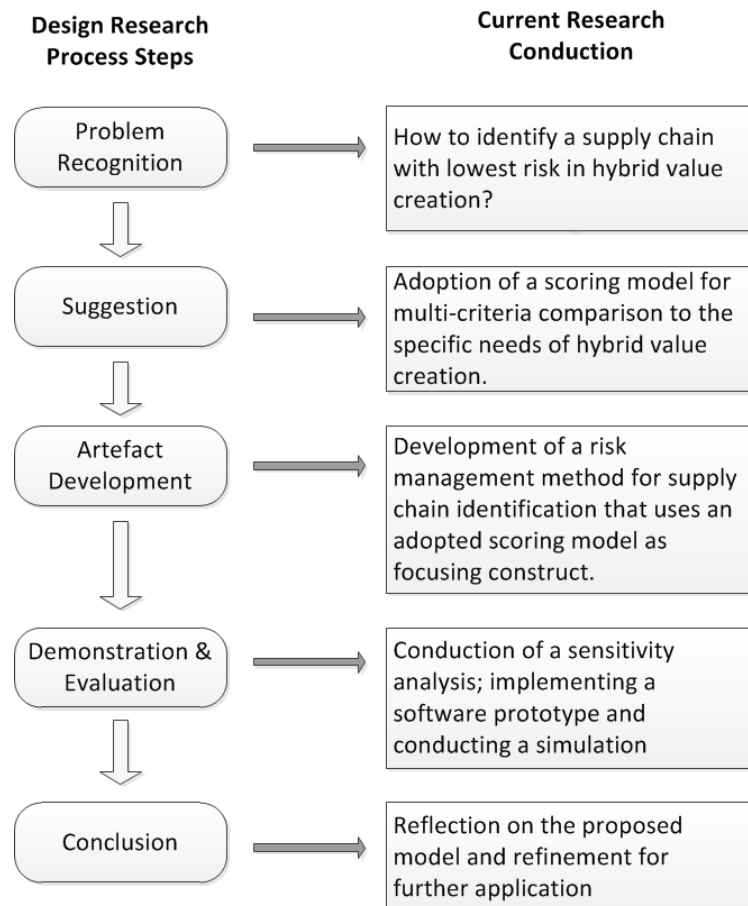 Design Research
Process Steps
Current Research
Conduction
Problem
Recognition
How to identify a supply chain
with lowest risk in hybrid value
creation?
Suggestion
Adoption of a scoring model for
multi-criteria comparison to the
specific needs of hybrid value
creation.
Artefact
Development
Development of a risk
management method for supply
chain identification that uses an
adopted scoring model as
focusing construct.
Demonstration &
Evaluation
Conduction of a sensitivity
analysis; implementing a
software prototype and
conducting a simulation
Conclusion
Reflection on the proposed
model and refinement for
further application